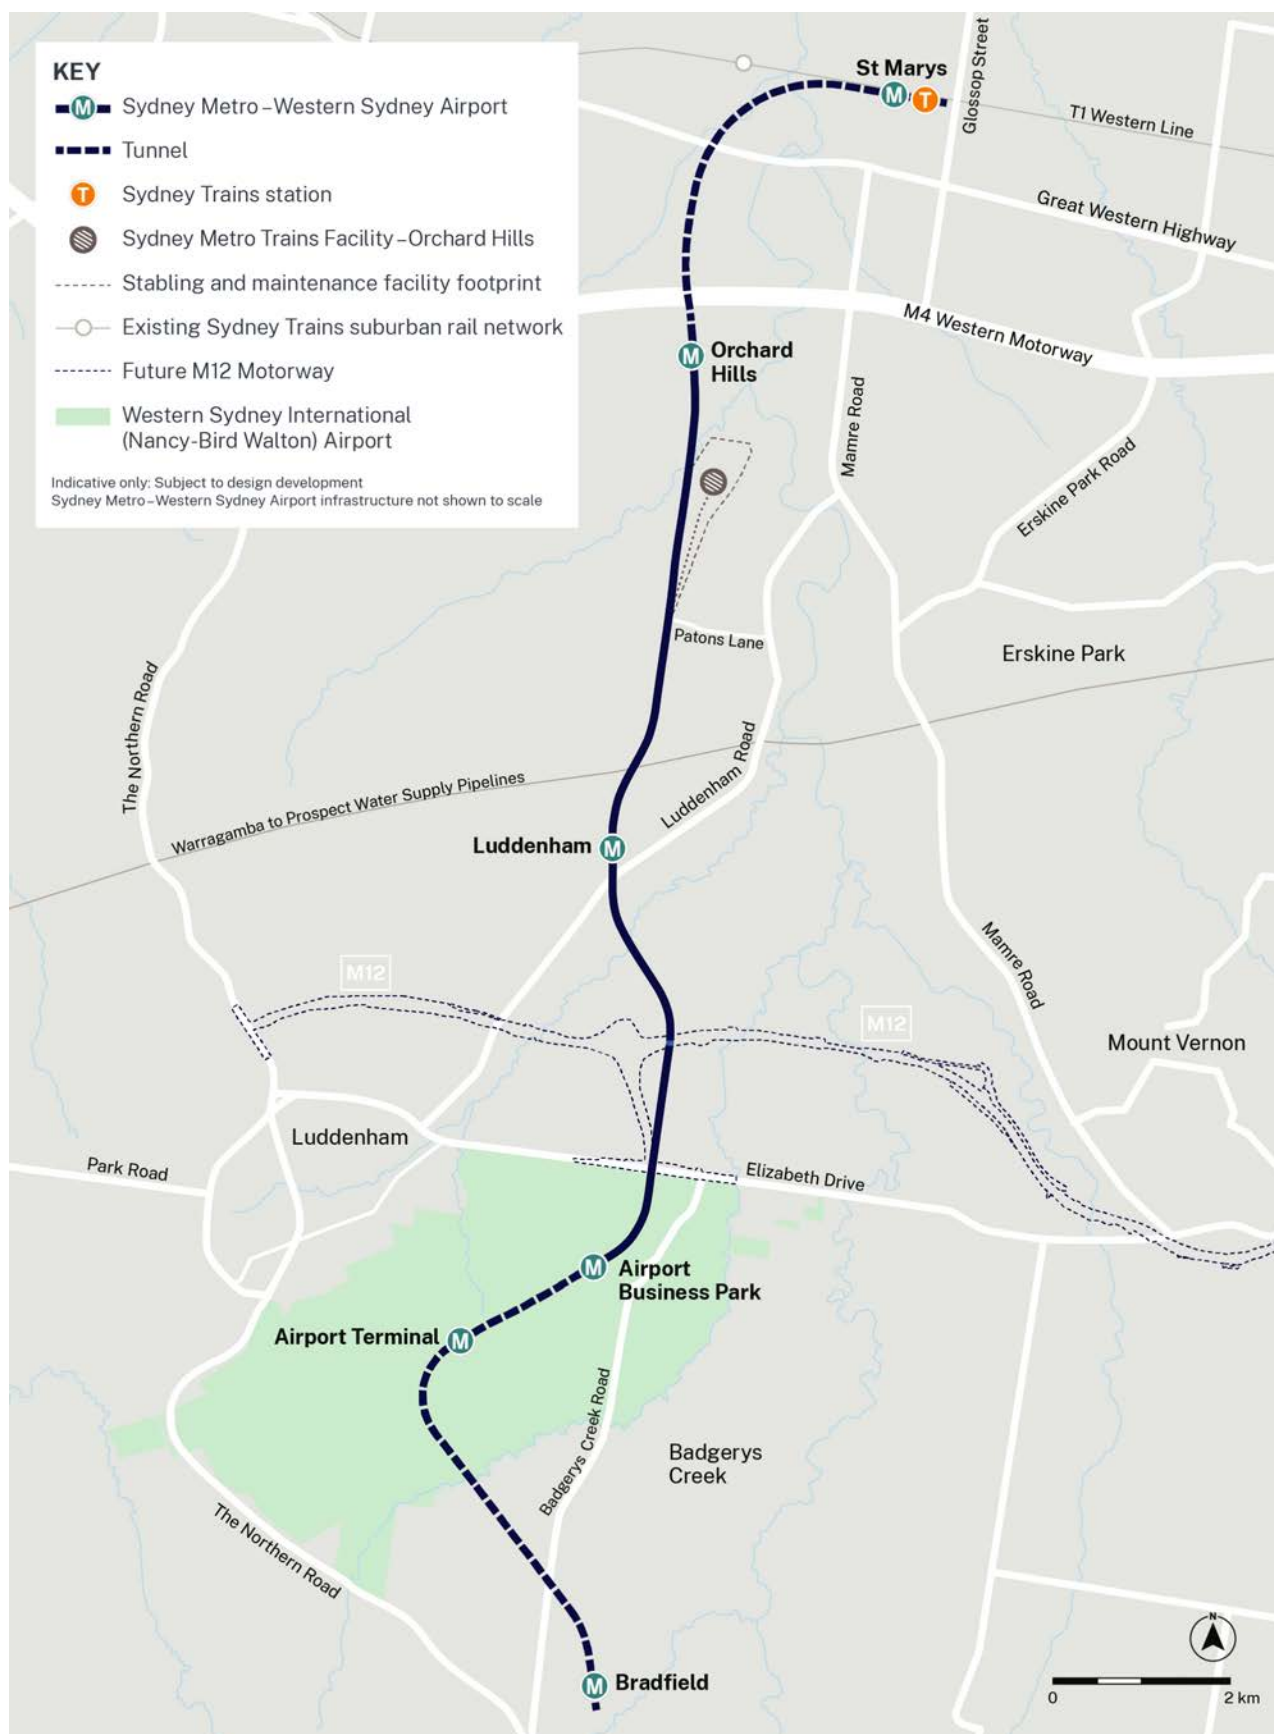 KEY
M Sydney Metro – Western Sydney Airport
Tunnel
T Sydney Trains station
Sydney Metro Trains Facility – Orchard Hills
Stabling and maintenance facility footprint
Existing Sydney Trains suburban rail network
Future M12 Motorway
Western Sydney International
(Nancy-Bird Walton) Airport
Indicative only: Subject to design development
Sydney Metro – Western Sydney Airport infrastructure not shown to scale
St Marys
M
T
Glossop Street
T1 Western Line
Great Western Highway
M4 Western Motorway
M
Orchard
Hills
Mamre Road
Erskine Park Road
Patons Lane
Erskine Park
The Northern Road
Warragamba to Prospect Water Supply Pipelines
Luddenham Road
Luddenham
M
M12
Mamre Road
M12
Mount Vernon
Luddenham
Park Road
Elizabeth Drive
M
Airport
Business Park
Airport Terminal
M
Badgerys Creek Road
Badgerys
Creek
The Northern Road
M
Bradfield
N
0
2 km